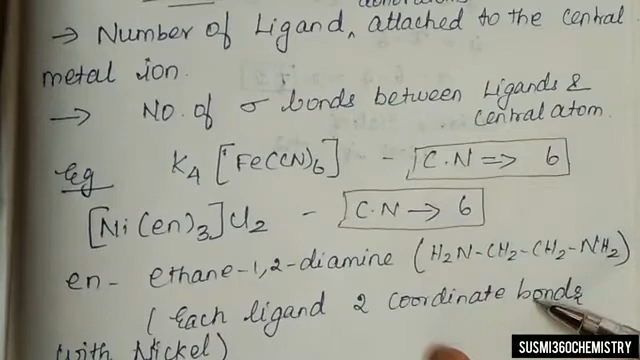 → Number of Ligand, attached to the central
metal ion.
→ No. of σ bonds between Ligands &
central atom.
Eg K4 [Fe(CN)6] - C.N => 6
[Ni(en)3]Cl2 - C.N → 6
en - ethane-1,2-diamine (H2N-CH2-CH2-NH2)
(Each ligand 2 coordinate bonds
with Nickel)
SUSMI360CHEMISTRY